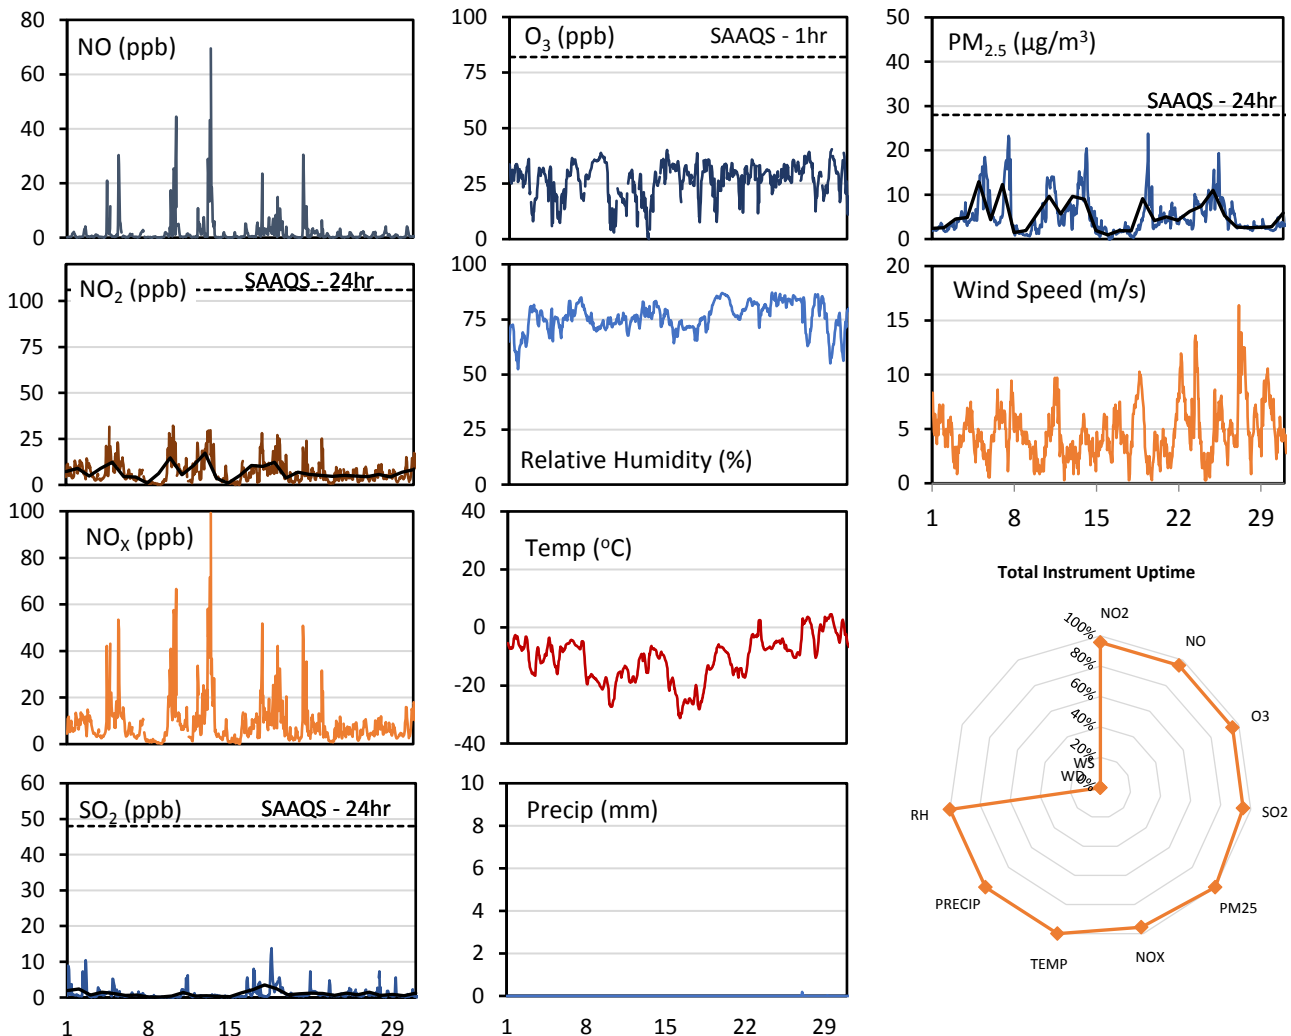 NO (ppb)
80
60
40
20
0
NO2 (ppb)
SAAQS - 24hr
100
75
50
25
0
NOX (ppb)
100
80
60
40
20
0
SO2 (ppb)
SAAQS - 24hr
60
50
40
30
20
10
0
1 8 15 22 29
O3 (ppb)
SAAQS - 1hr
100
75
50
25
0
100
75
50
25
0
Relative Humidity (%)
Temp (oC)
40
20
0
-20
-40
Precip (mm)
10
8
6
4
2
0
1 8 15 22 29
PM2.5 (µg/m3)
SAAQS - 24hr
50
40
30
20
10
0
Wind Speed (m/s)
20
15
10
5
0
1 8 15 22 29
Total Instrument Uptime
NO2
NO
O3
SO2
PM25
NOX
TEMP
PRECIP
RH
WD
WS
100%
80%
60%
40%
20%
0%